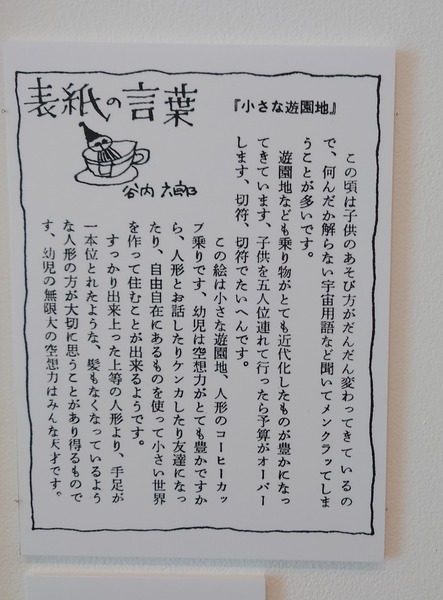 表紙の言葉
谷内六郎
『小さな遊園地』
この頃は子供のあそび方がだんだん変わってきているの
で、何んだか解らない宇宙用語など聞いてメンクラッてしま
うことが多いです。
遊園地なども乗り物がとても近代化したものが豊かになっ
てきています、子供を五人位連れて行ったら予算がオーバー
します、切符、切符でたいへんです。
この絵は小さな遊園地、人形のコーヒーカッ
プ乗りです、幼児は空想力がとても豊かですか
ら、人形とお話したりケンカしたり友達になっ
たり、自由自在にあるものを使って小さい世界
を作って住むことが出来るようです。
すっかり出来上った上等の人形より、手足が
一本位とれたような、髪もなくなっているよう
な人形の方が大切に思うことがあり得るもので
す、幼児の無限大の空想力はみんな天才です。